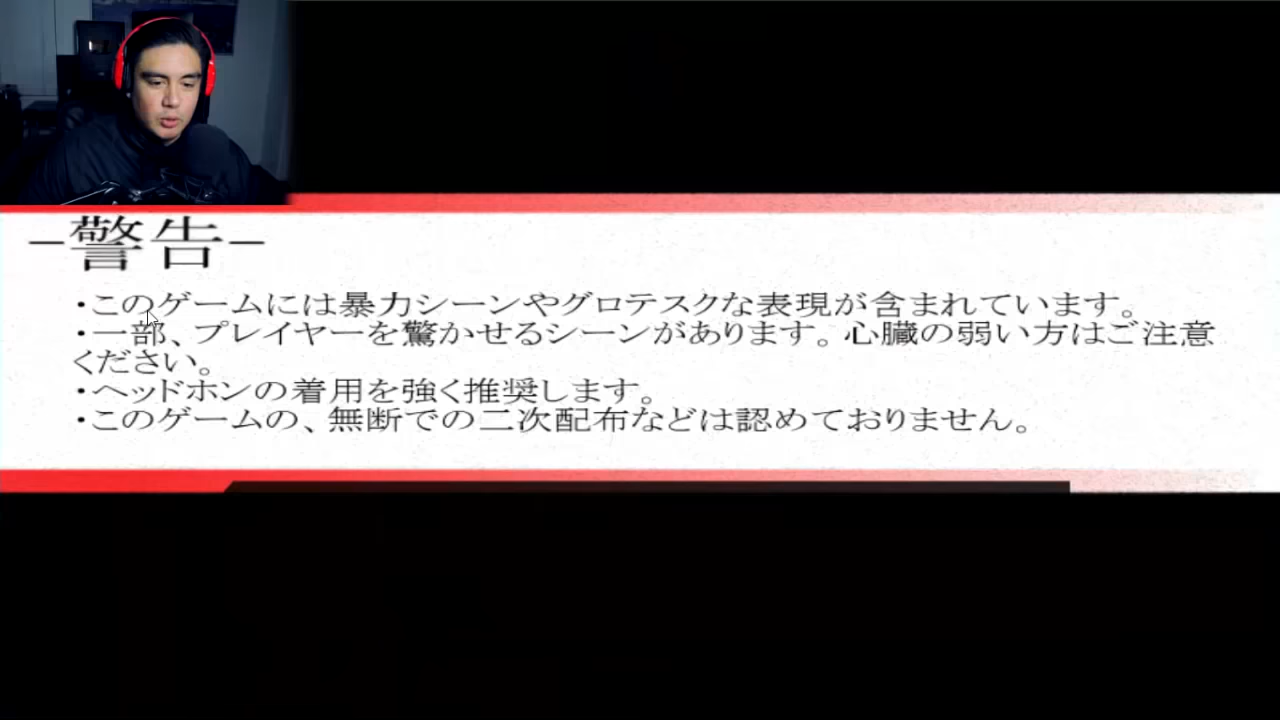 –警告–
・このゲームには暴力シーンやグロテスクな表現が含まれています。
・一部、プレイヤーを驚かせるシーンがあります。心臓の弱い方はご注意
ください。
・ヘッドホンの着用を強く推奨します。
・このゲームの、無断での二次配布などは認めておりません。